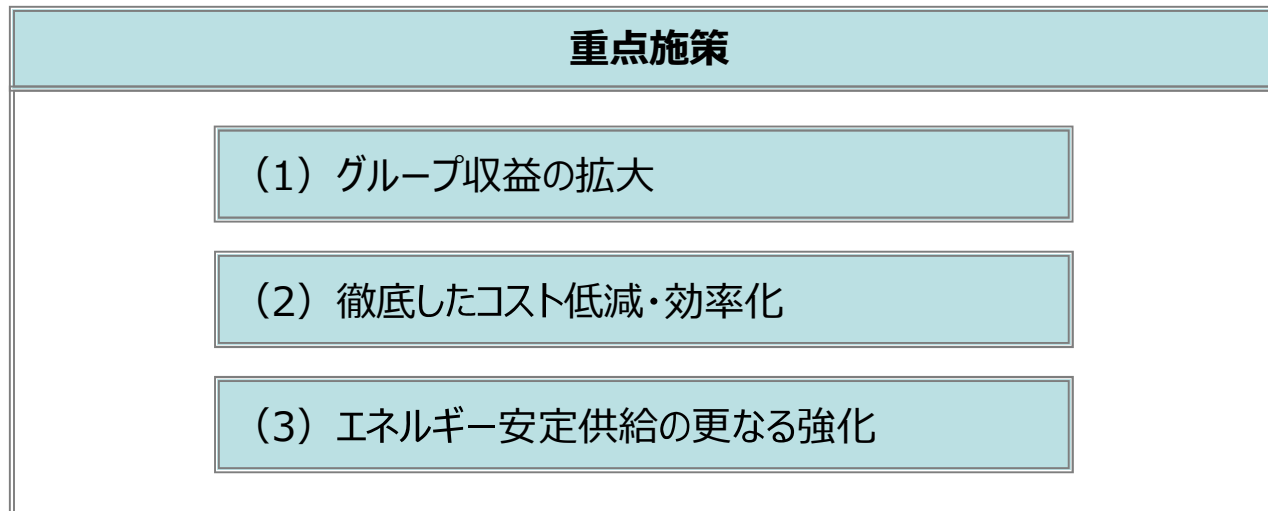 重点施策
（1）グループ収益の拡大
（2）徹底したコスト低減・効率化
（3）エネルギー安定供給の更なる強化